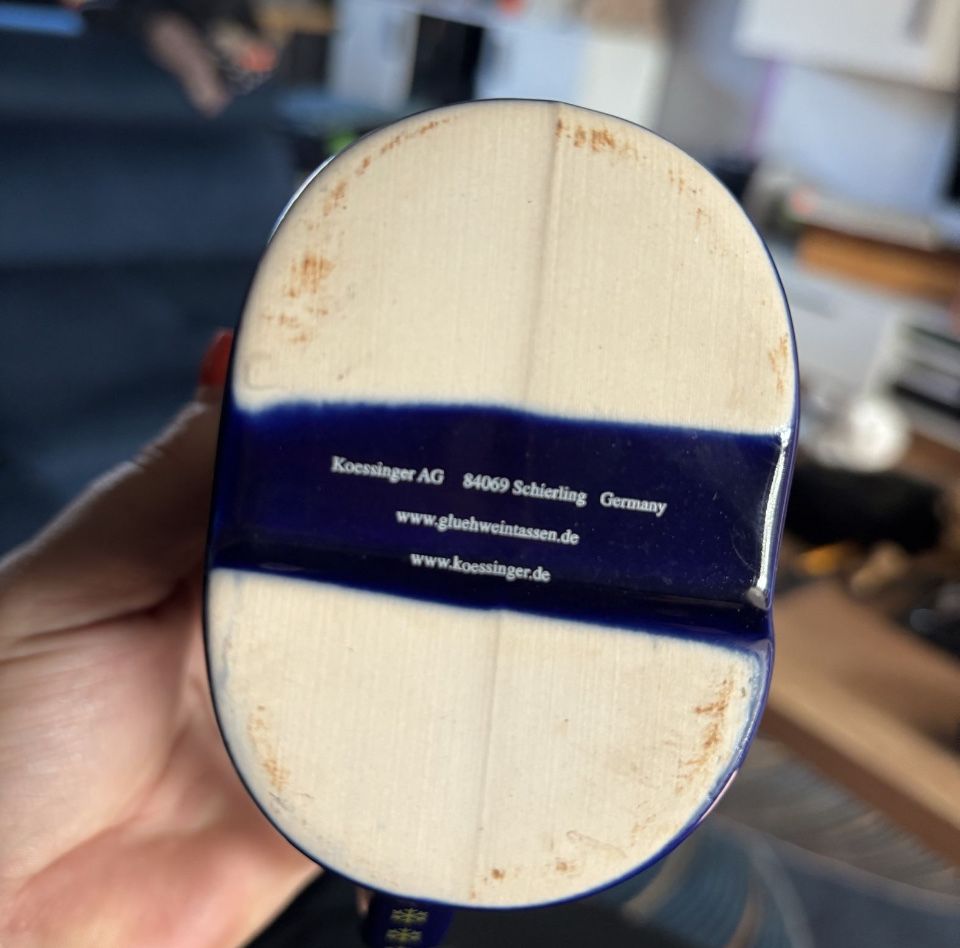 Koessinger AG 84069 Schierling Germany
www.gluehweintassen.de
www.koessinger.de